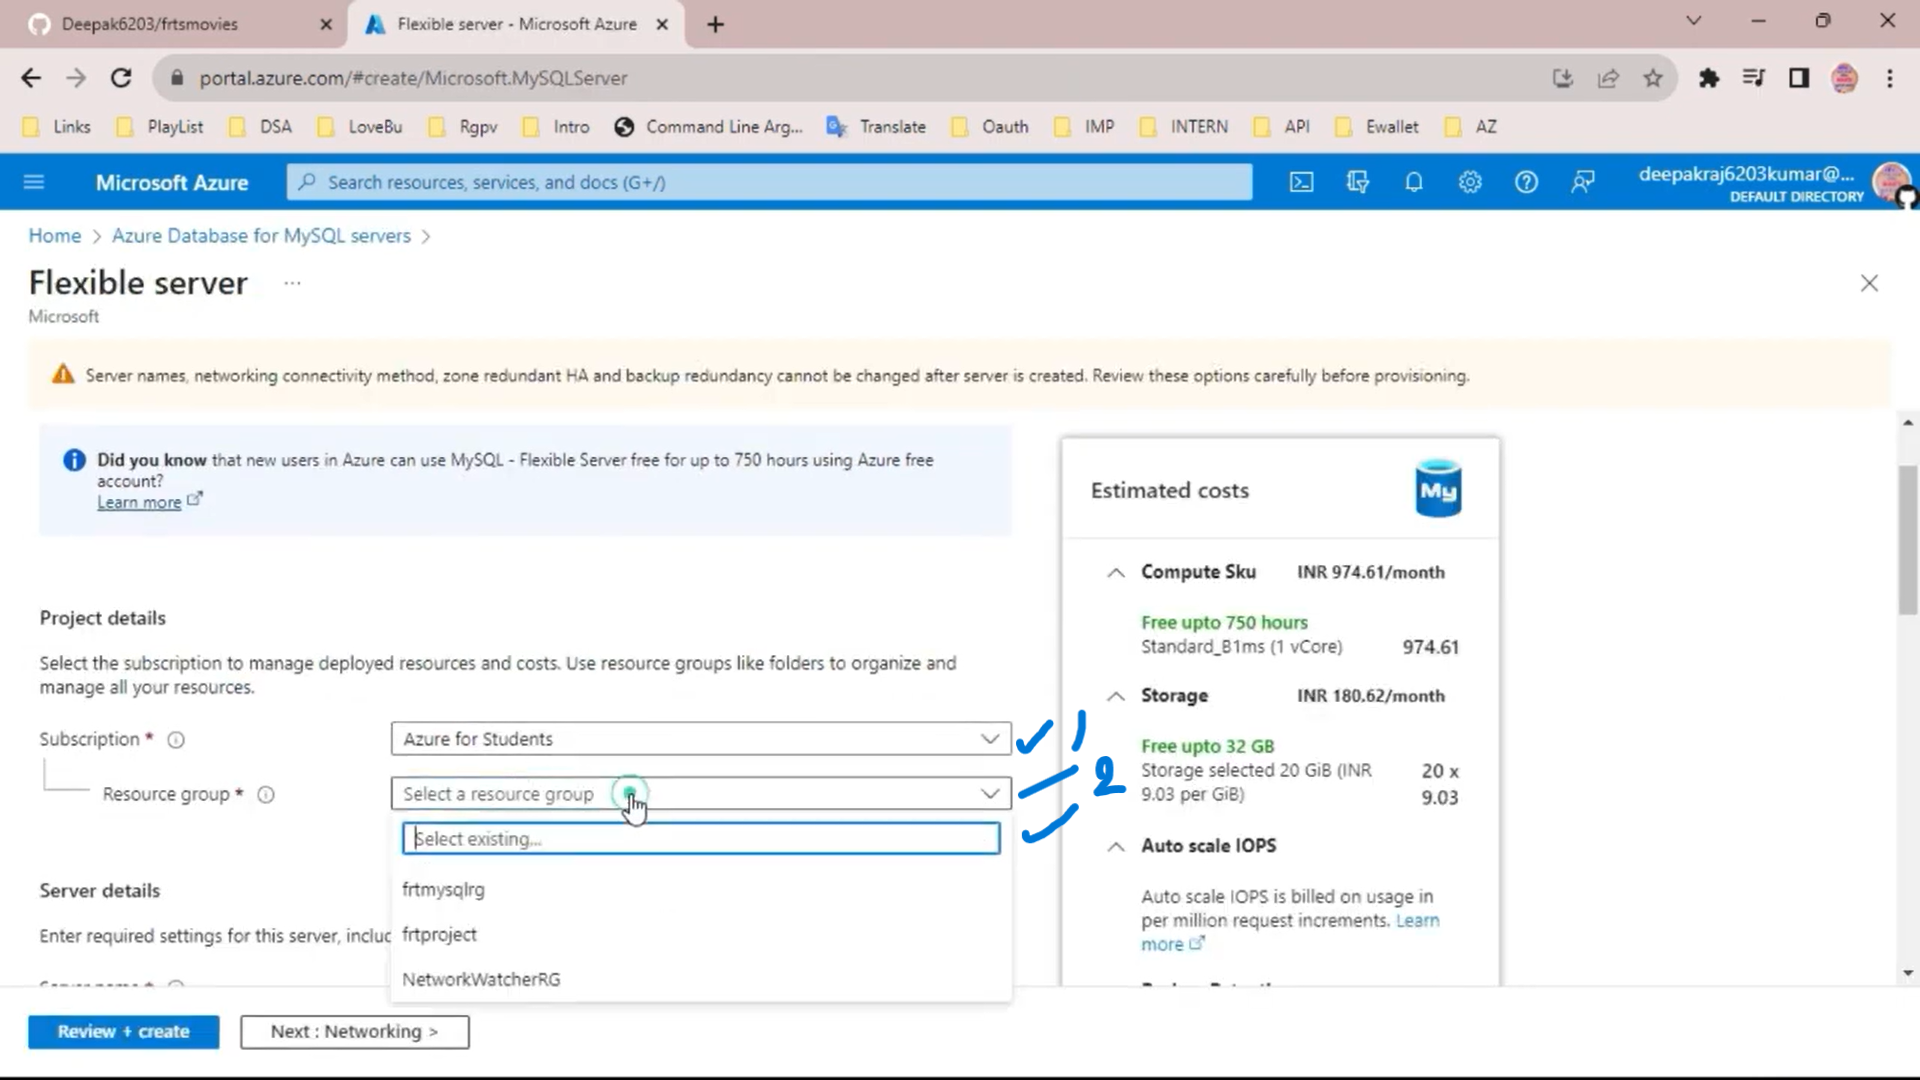 Deepak6203/frtsmovies
Flexible server - Microsoft Azure
portal.azure.com/#create/Microsoft.MySQLServer
Links PlayList DSA LoveBu Rgpv Intro Command Line Arg... Translate Oauth IMP INTERN API Ewallet AZ
Microsoft Azure
Search resources, services, and docs (G+/)
deepakraj6203kumar@...
DEFAULT DIRECTORY
Home > Azure Database for MySQL servers >
Flexible server ...
Microsoft
Server names, networking connectivity method, zone redundant HA and backup redundancy cannot be changed after server is created. Review these options carefully before provisioning.
Did you know that new users in Azure can use MySQL - Flexible Server free for up to 750 hours using Azure free
account?
Learn more
Project details
Select the subscription to manage deployed resources and costs. Use resource groups like folders to organize and
manage all your resources.
Subscription *
Azure for Students
1
Resource group *
Select a resource group
2
Select existing...
frtmysqlrg
frtproject
NetworkWatcherRG
Server details
Enter required settings for this server, includ
Estimated costs
My
Compute Sku INR 974.61/month
Free upto 750 hours
Standard_B1ms (1 vCore) 974.61
Storage INR 180.62/month
Free upto 32 GB
Storage selected 20 GiB (INR 20 x
9.03 per GiB) 9.03
Auto scale IOPS
Auto scale IOPS is billed on usage in
per million request increments. Learn
more
Review + create
Next : Networking >